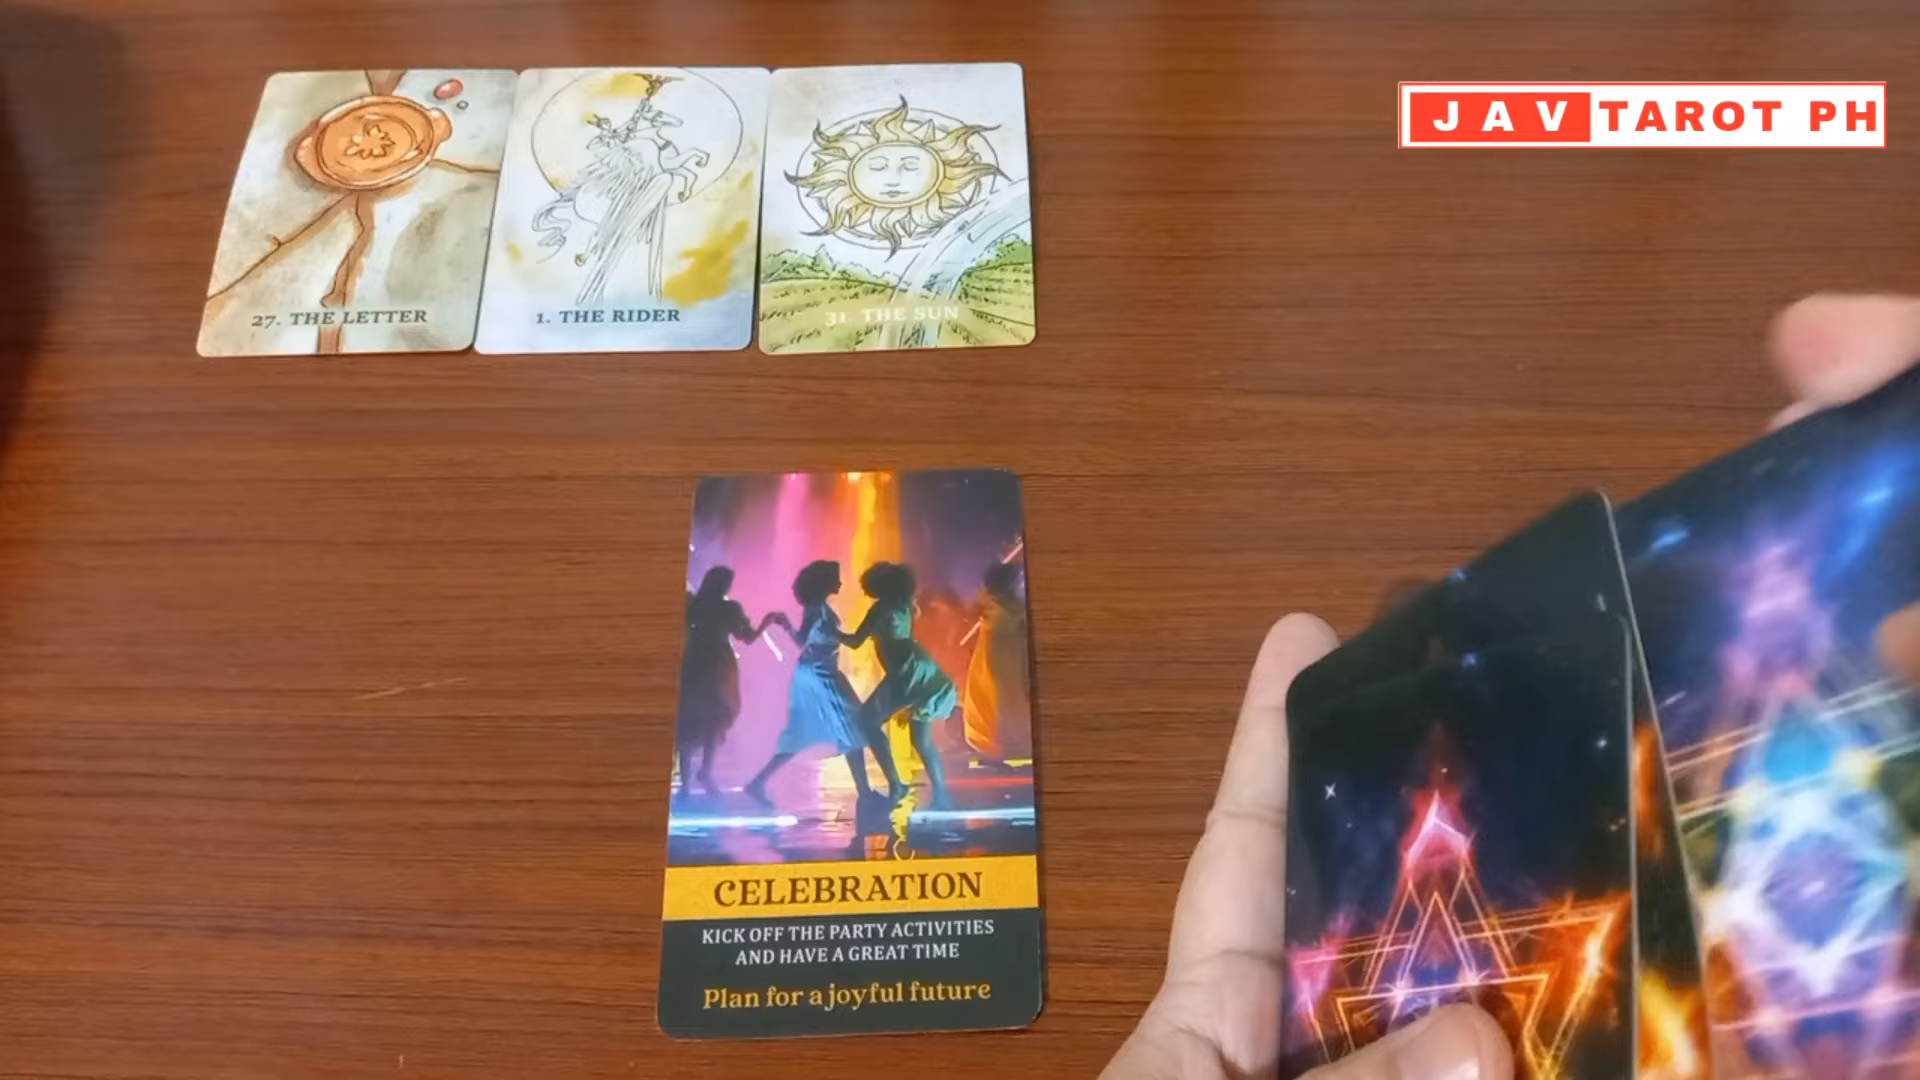 JAV TAROT PH
27. THE LETTER
1. THE RIDER
31. THE SUN
CELEBRATION
KICK OFF THE PARTY ACTIVITIES
AND HAVE A GREAT TIME
Plan for a joyful future